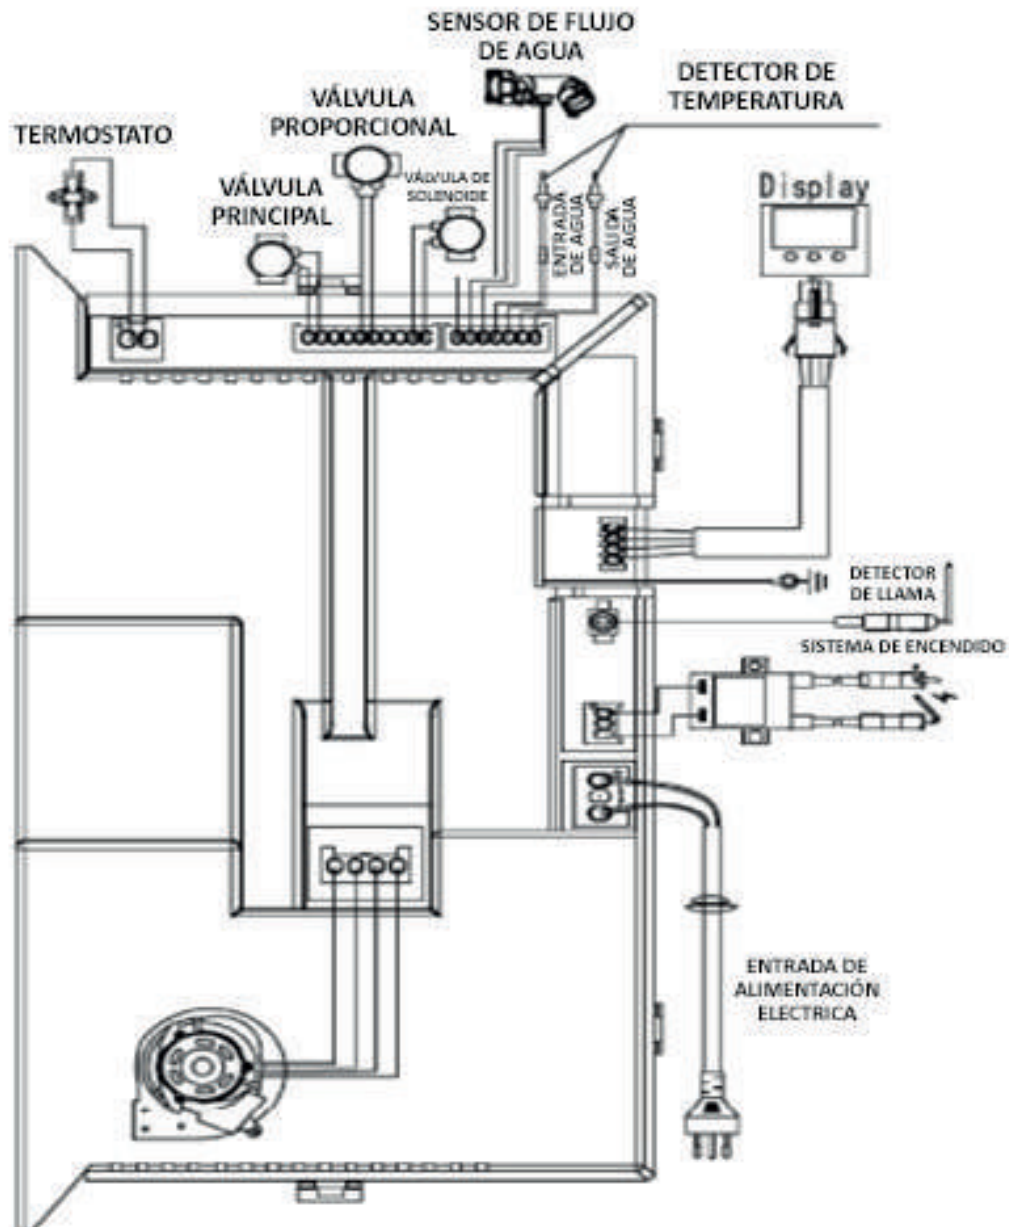 SENSOR DE FLUJO
DE AGUA
DETECTOR DE
TEMPERATURA
VÁLVULA
PROPORCIONAL
TERMOSTATO
VÁLVULA DE
SOLENOIDE
VÁLVULA
PRINCIPAL
Display
ENTRADA
DE AGUA
SALIDA
DE AGUA
DETECTOR
DE LLAMA
SISTEMA DE ENCENDIDO
ENTRADA DE
ALIMENTACIÓN
ELECTRICA